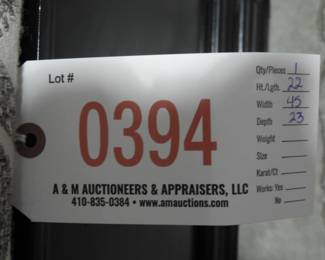 Lot #
0394
A & M AUCTIONEERS & APPRAISERS, LLC
410-835-0384 • www.amauctions.com
Qty/Pieces 1
Ht./Lgth. 22
Width 45
Depth 23
Weight
Size
Karat/Ct
Works: Yes
No